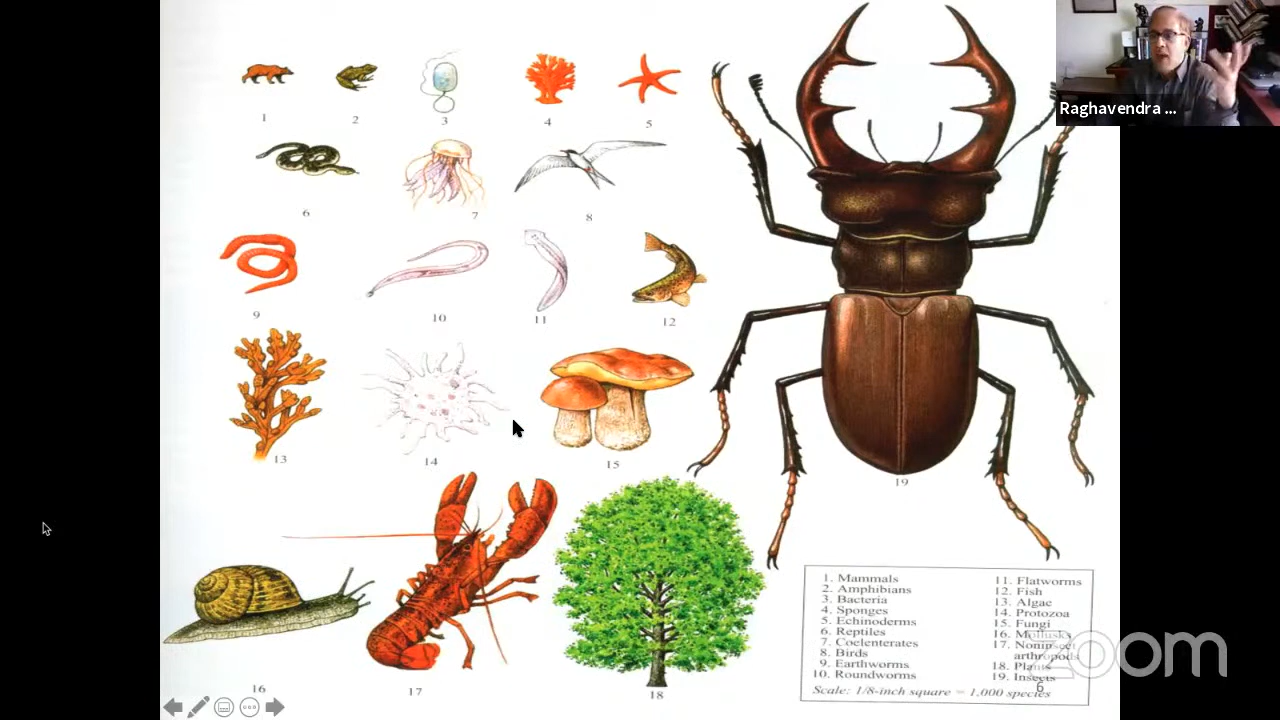 Raghavendra ...
1
2
3
4
5
6
7
8
9
10
11
12
13
14
15
16
17
18
19
1. Mammals
2. Amphibians
3. Bacteria
4. Sponges
5. Echinoderms
6. Reptiles
7. Coelenterates
8. Birds
9. Earthworms
10. Roundworms
11. Flatworms
12. Fish
13. Algae
14. Protozoa
15. Fungi
16. Mollusks
17. Noninsect
arthropods
18. Plants
19. Insects
Scale: 1/8-inch square = 1,000 species
6
zoom